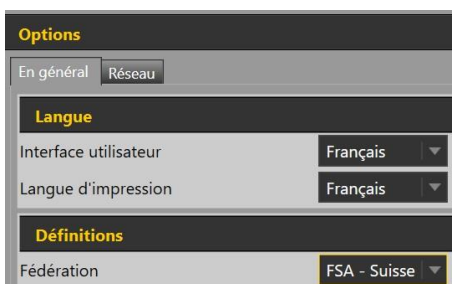 Options
En général Réseau
Langue
Interface utilisateur Français
Langue d'impression Français
Définitions
Fédération FSA - Suisse